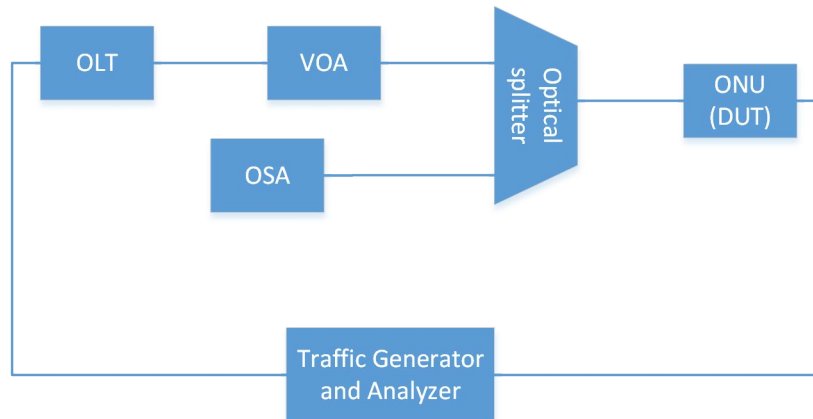 OLT
VOA
Optical
splitter
ONU
(DUT)
OSA
Traffic Generator
and Analyzer